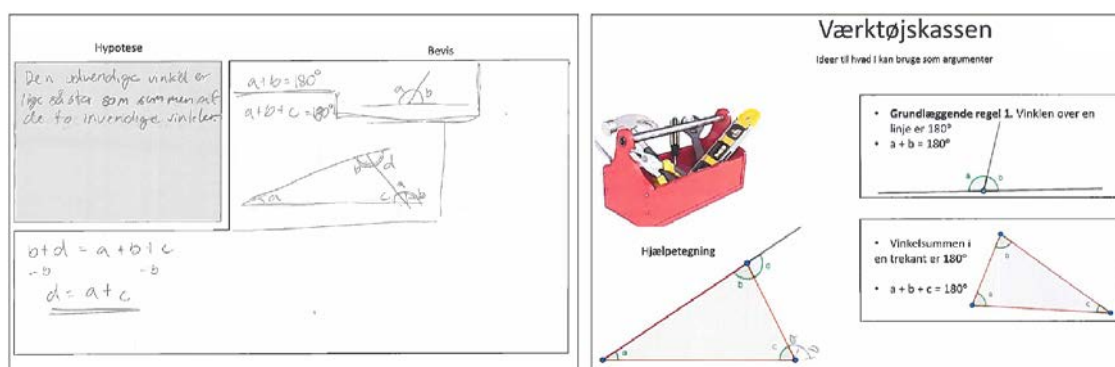 Hypotese
Den udvendige vinkel er
lige så stor som summen af
de to invendige vinkler.
Bevis
a+b=180°
a+b+c=180°
a
b
b
d
a
a
b
c
b+d = a+b+c
-b -b
d = a+c
Værktøjskassen
Ideer til hvad I kan bruge som argumenter
• Grundlæggende regel 1. Vinklen over en
linje er 180°
• a + b = 180°
a
b
Hjælpetegning
b
d
a
c
• Vinkelsummen i
en trekant er 180°
• a + b + c = 180°
b
a
c